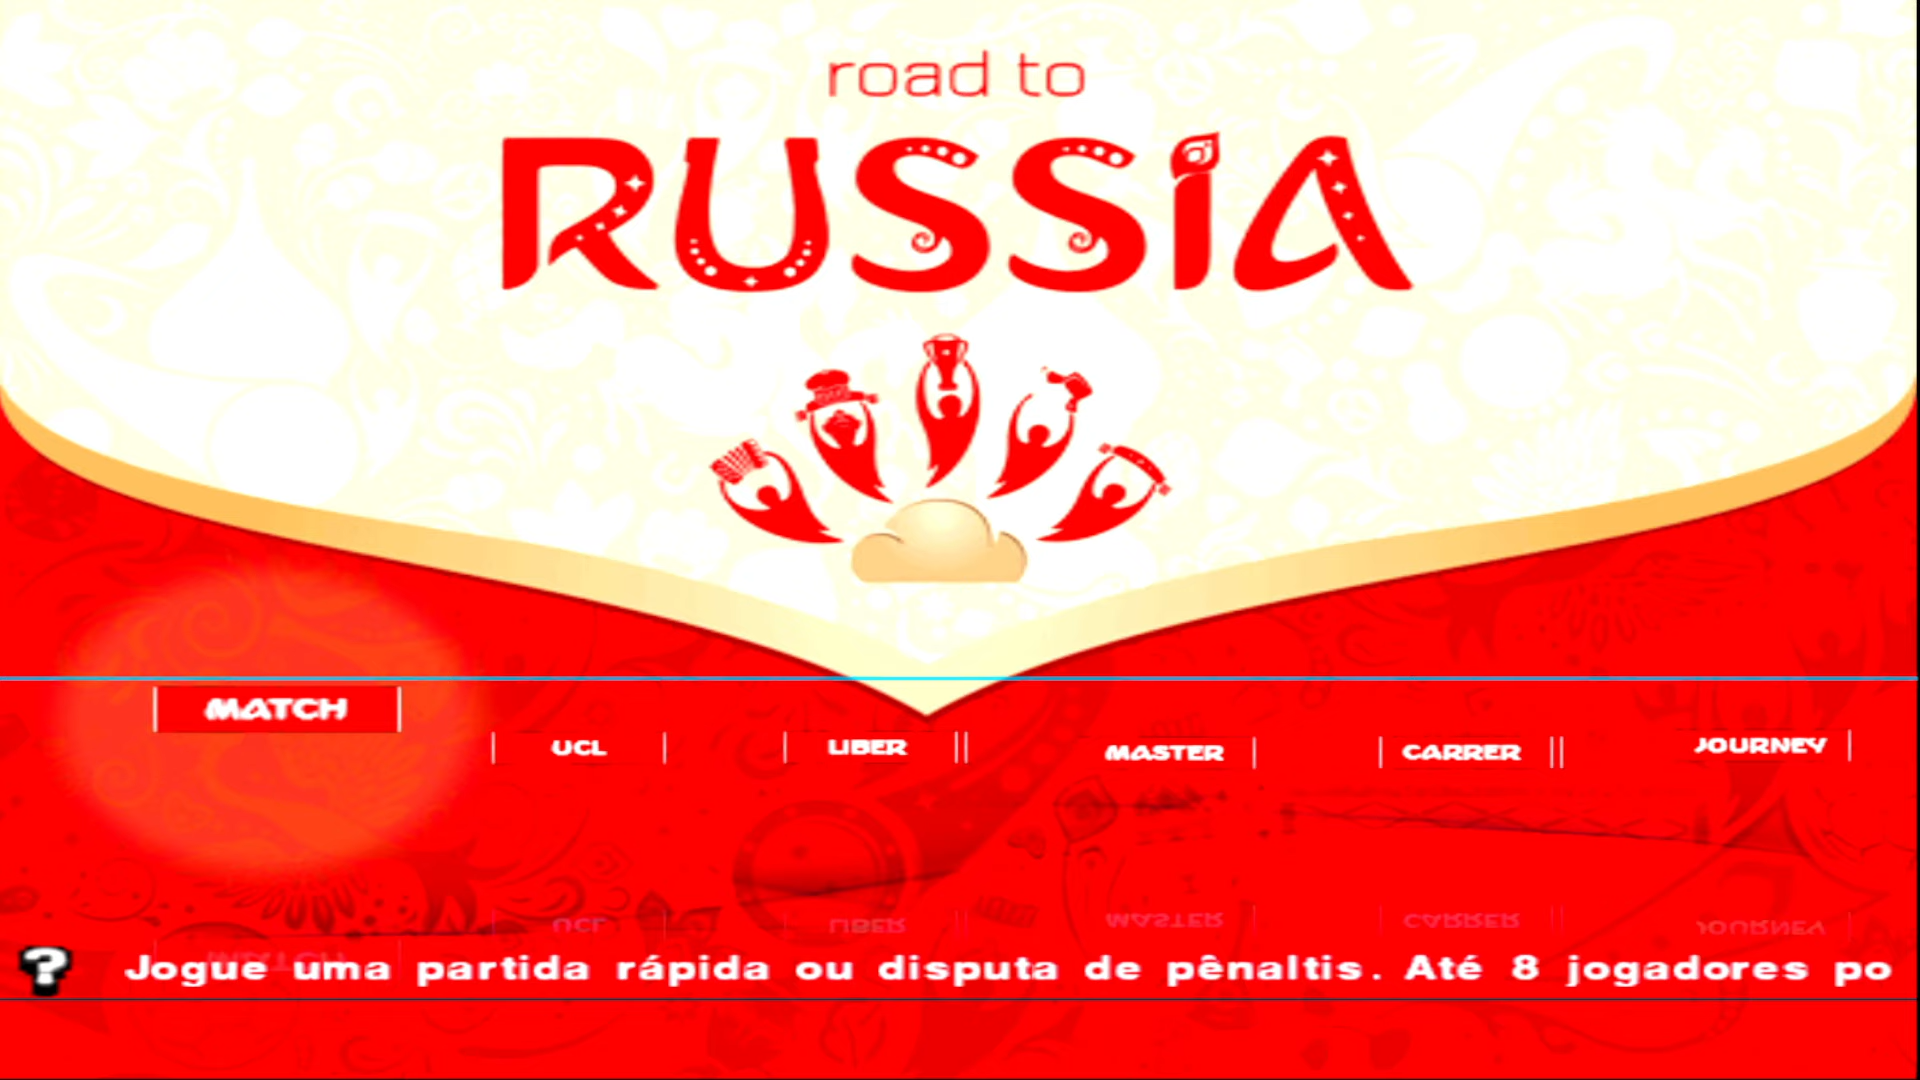 road to
RUSSIA
MATCH
UCL
LIBER
MASTER
CARRER
JOURNEY
? Jogue uma partida rápida ou disputa de pênaltis. Até 8 jogadores po